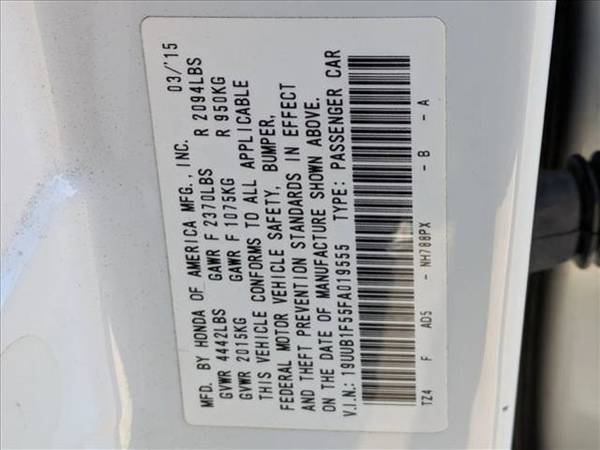 MFD. BY HONDA OF AMERICA MFG., INC. 03/'15
GVWR 4442LBS GAWR F 2370LBS R 2094LBS
GVWR 2015KG GAWR F 1075KG R 950KG
THIS VEHICLE CONFORMS TO ALL APPLICABLE
FEDERAL MOTOR VEHICLE SAFETY, BUMPER,
AND THEFT PREVENTION STANDARDS IN EFFECT
ON THE DATE OF MANUFACTURE SHOWN ABOVE.
V.I.N.: 19UUB1F55FA019555 TYPE: PASSENGER CAR
TZ4 F AD5 - NH788PX - B - A